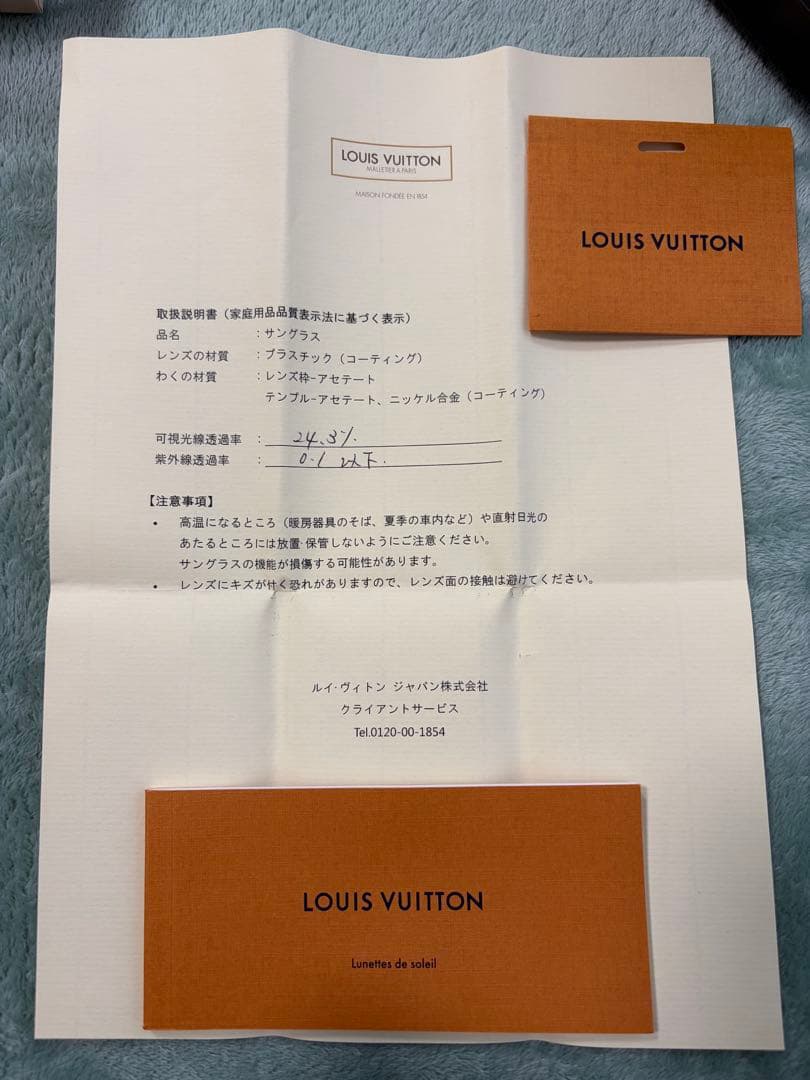 LOUIS VUITTON
MALLETIER A PARIS
MAISON FONDÉE EN 1854
LOUIS VUITTON
取扱説明書（家庭用品品質表示法に基づく表示）
品名　：サングラス
レンズの材質　：プラスチック（コーティング）
わくの材質　：レンズ枠-アセテート
テンプル-アセテート、ニッケル合金（コーティング）
可視光線透過率　：24.3%.
紫外線透過率　：0.1 以下.
【注意事項】
• 高温になるところ（暖房器具のそば、夏季の車内など）や直射日光の
あたるところには放置·保管しないようにご注意ください。
サングラスの機能が損傷する可能性があります。
• レンズにキズが付く恐れがありますので、レンズ面の接触は避けてください。
ルイ·ヴィトン ジャパン株式会社
クライアントサービス
Tel.0120-00-1854
LOUIS VUITTON
Lunettes de soleil